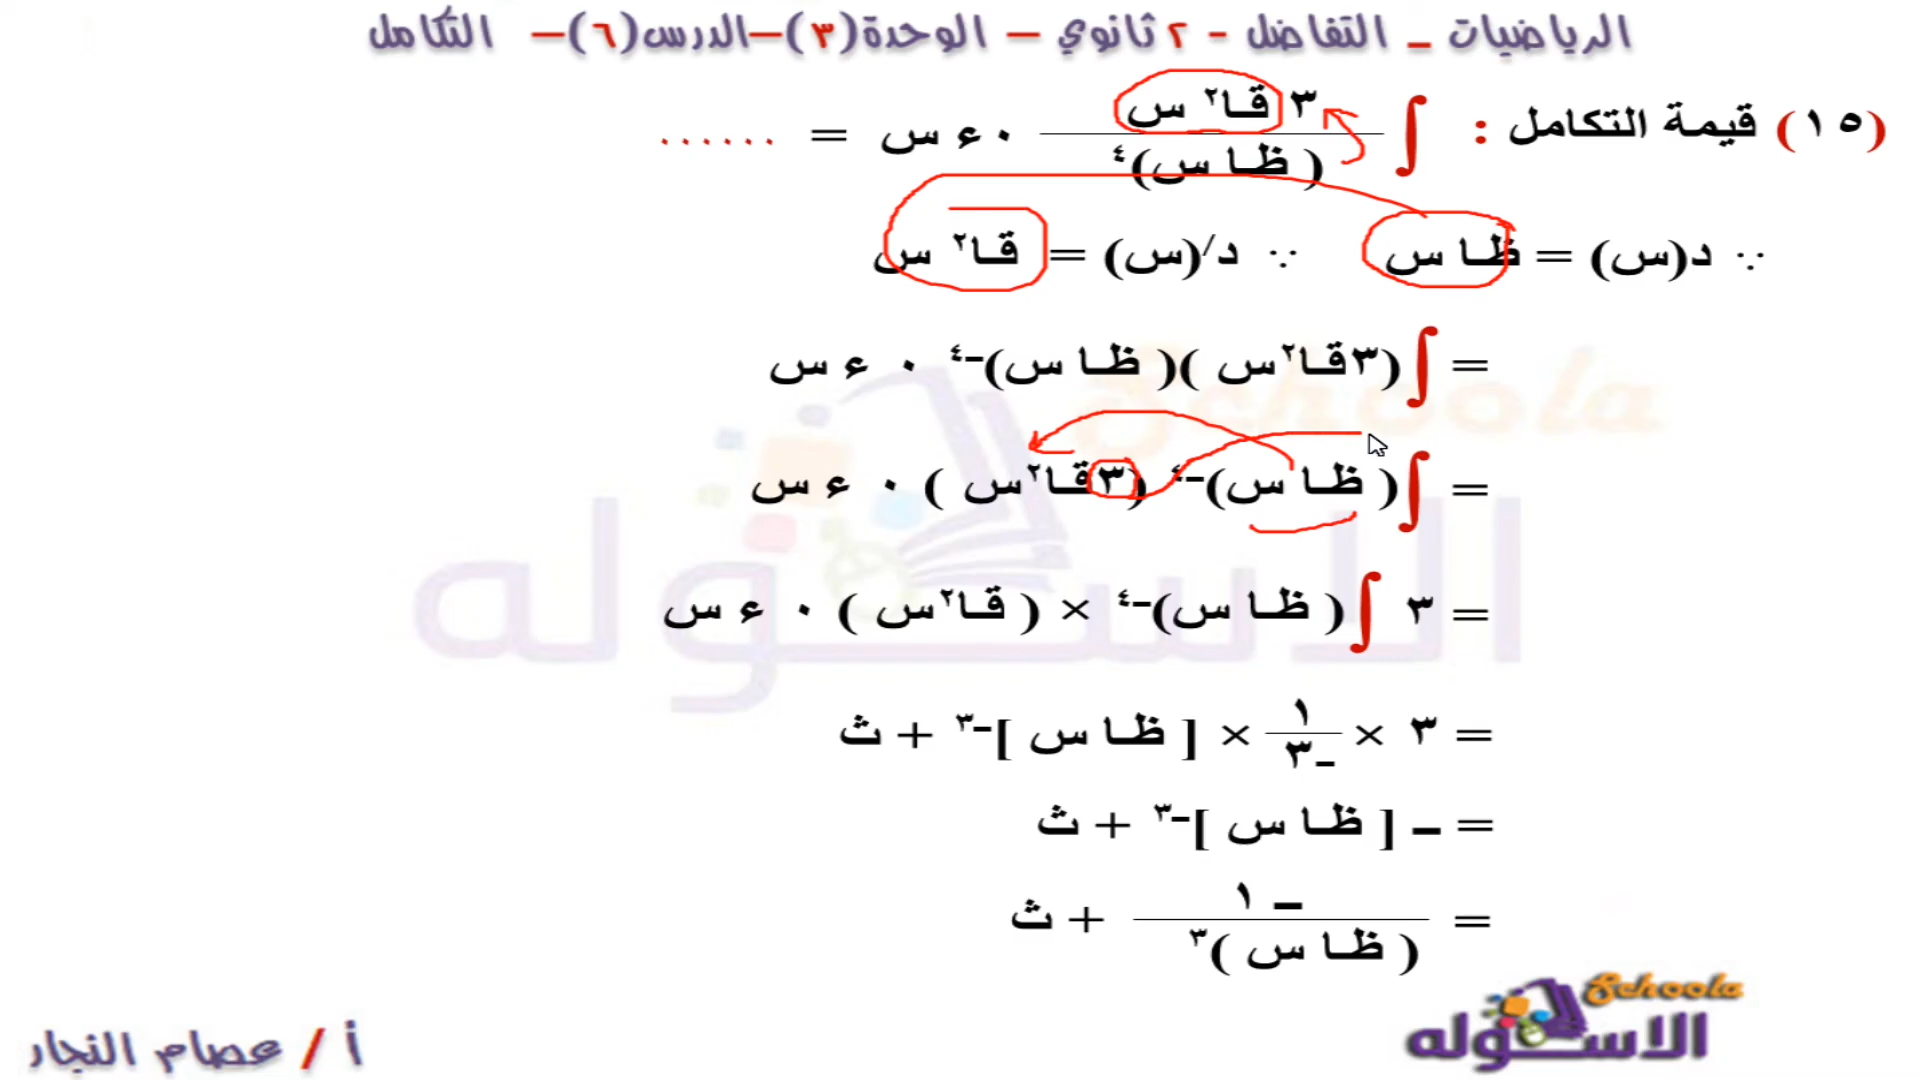 الرياضيات – التفاضل - ٢ ثانوي – الوحدة(٣)–الدرس(٦)– التكامل
(١٥) قيمة التكامل : ∫ ٣ قا٢ س / (ظا س)٤ ٠ ء س = ......
∵ د(س) = ظا س ∵ د/(س) = قا٢ س
= ∫ (٣قا٢س )( ظا س)–٤ ٠ ء س
= ∫ ( ظا س)–٤ (٣قا٢س ) ٠ ء س
= ٣ ∫ ( ظا س)–٤ × ( قا٢س ) ٠ ء س
= ٣ × ١/–٣ × [ ظا س ]–٣ + ث
= – [ ظا س ]–٣ + ث
= – ١ / ( ظا س )٣ + ث
Schoola
الاسكوله
أ / عصام النجار